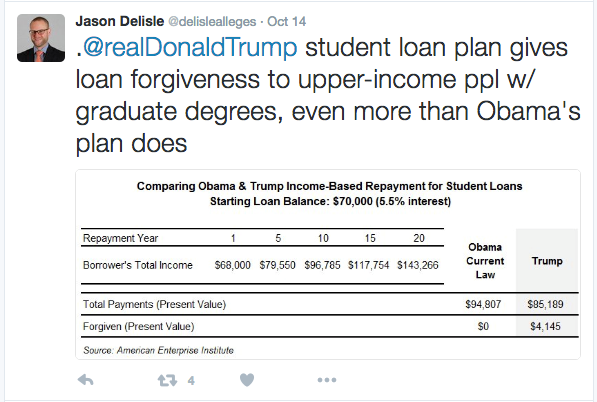 Jason Delisle @delislealleges · Oct 14
.@realDonaldTrump student loan plan gives
loan forgiveness to upper-income ppl w/
graduate degrees, even more than Obama's
plan does
Comparing Obama & Trump Income-Based Repayment for Student Loans
Starting Loan Balance: $70,000 (5.5% interest)
Repayment Year 1 5 10 15 20 Obama Current Law Trump
Borrower's Total Income $68,000 $79,550 $96,785 $117,754 $143,266
Total Payments (Present Value) $94,807 $85,189
Forgiven (Present Value) $0 $4,145
Source: American Enterprise Institute
4